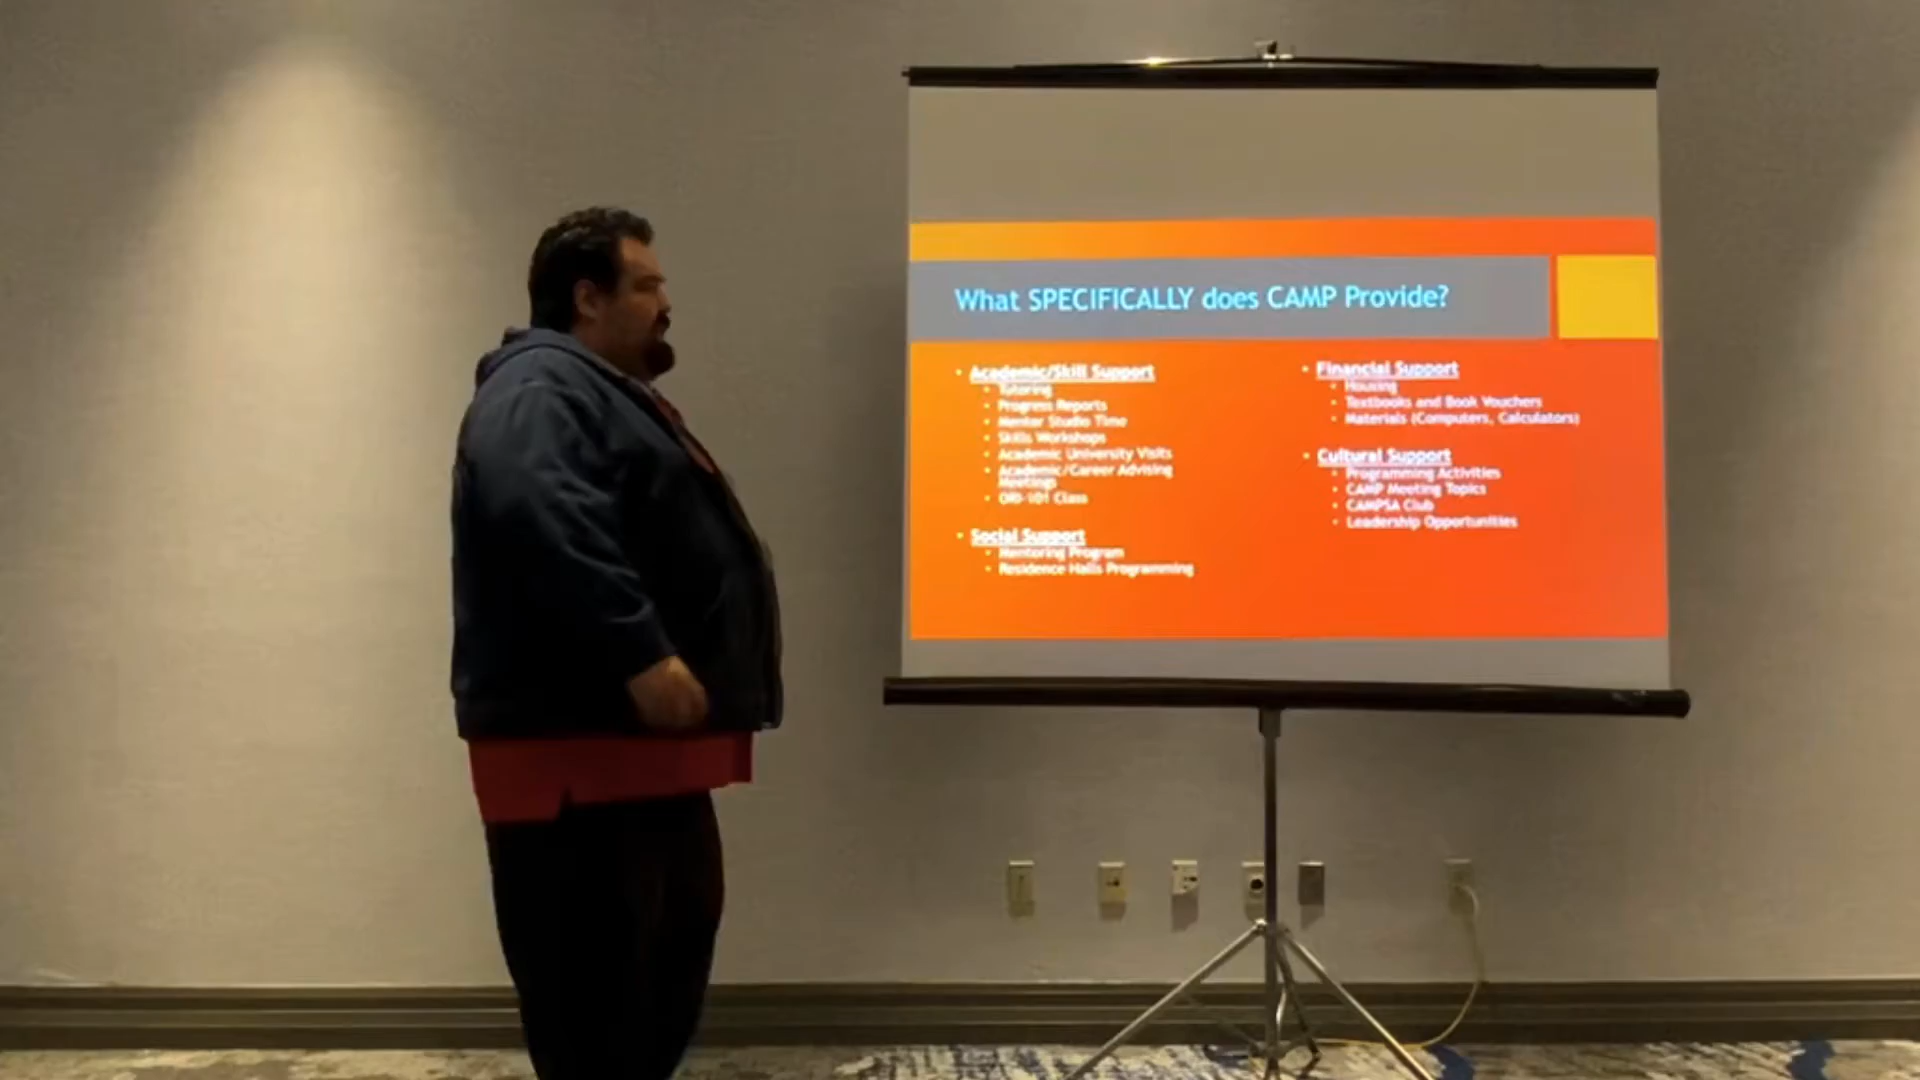 What SPECIFICALLY does CAMP Provide?
• Academic/Skill Support
• Tutoring
• Progress Reports
• Mentor Studio Time
• Skills Workshops
• Academic University Visits
• Academic/Career Advising
Meetings
• ORI-101 Class
• Social Support
• Mentoring Program
• Residence Halls Programming
• Financial Support
• Housing
• Textbooks and Book Vouchers
• Materials (Computers, Calculators)
• Cultural Support
• Programming Activities
• CAMP Meeting Topics
• CAMPSA Club
• Leadership Opportunities